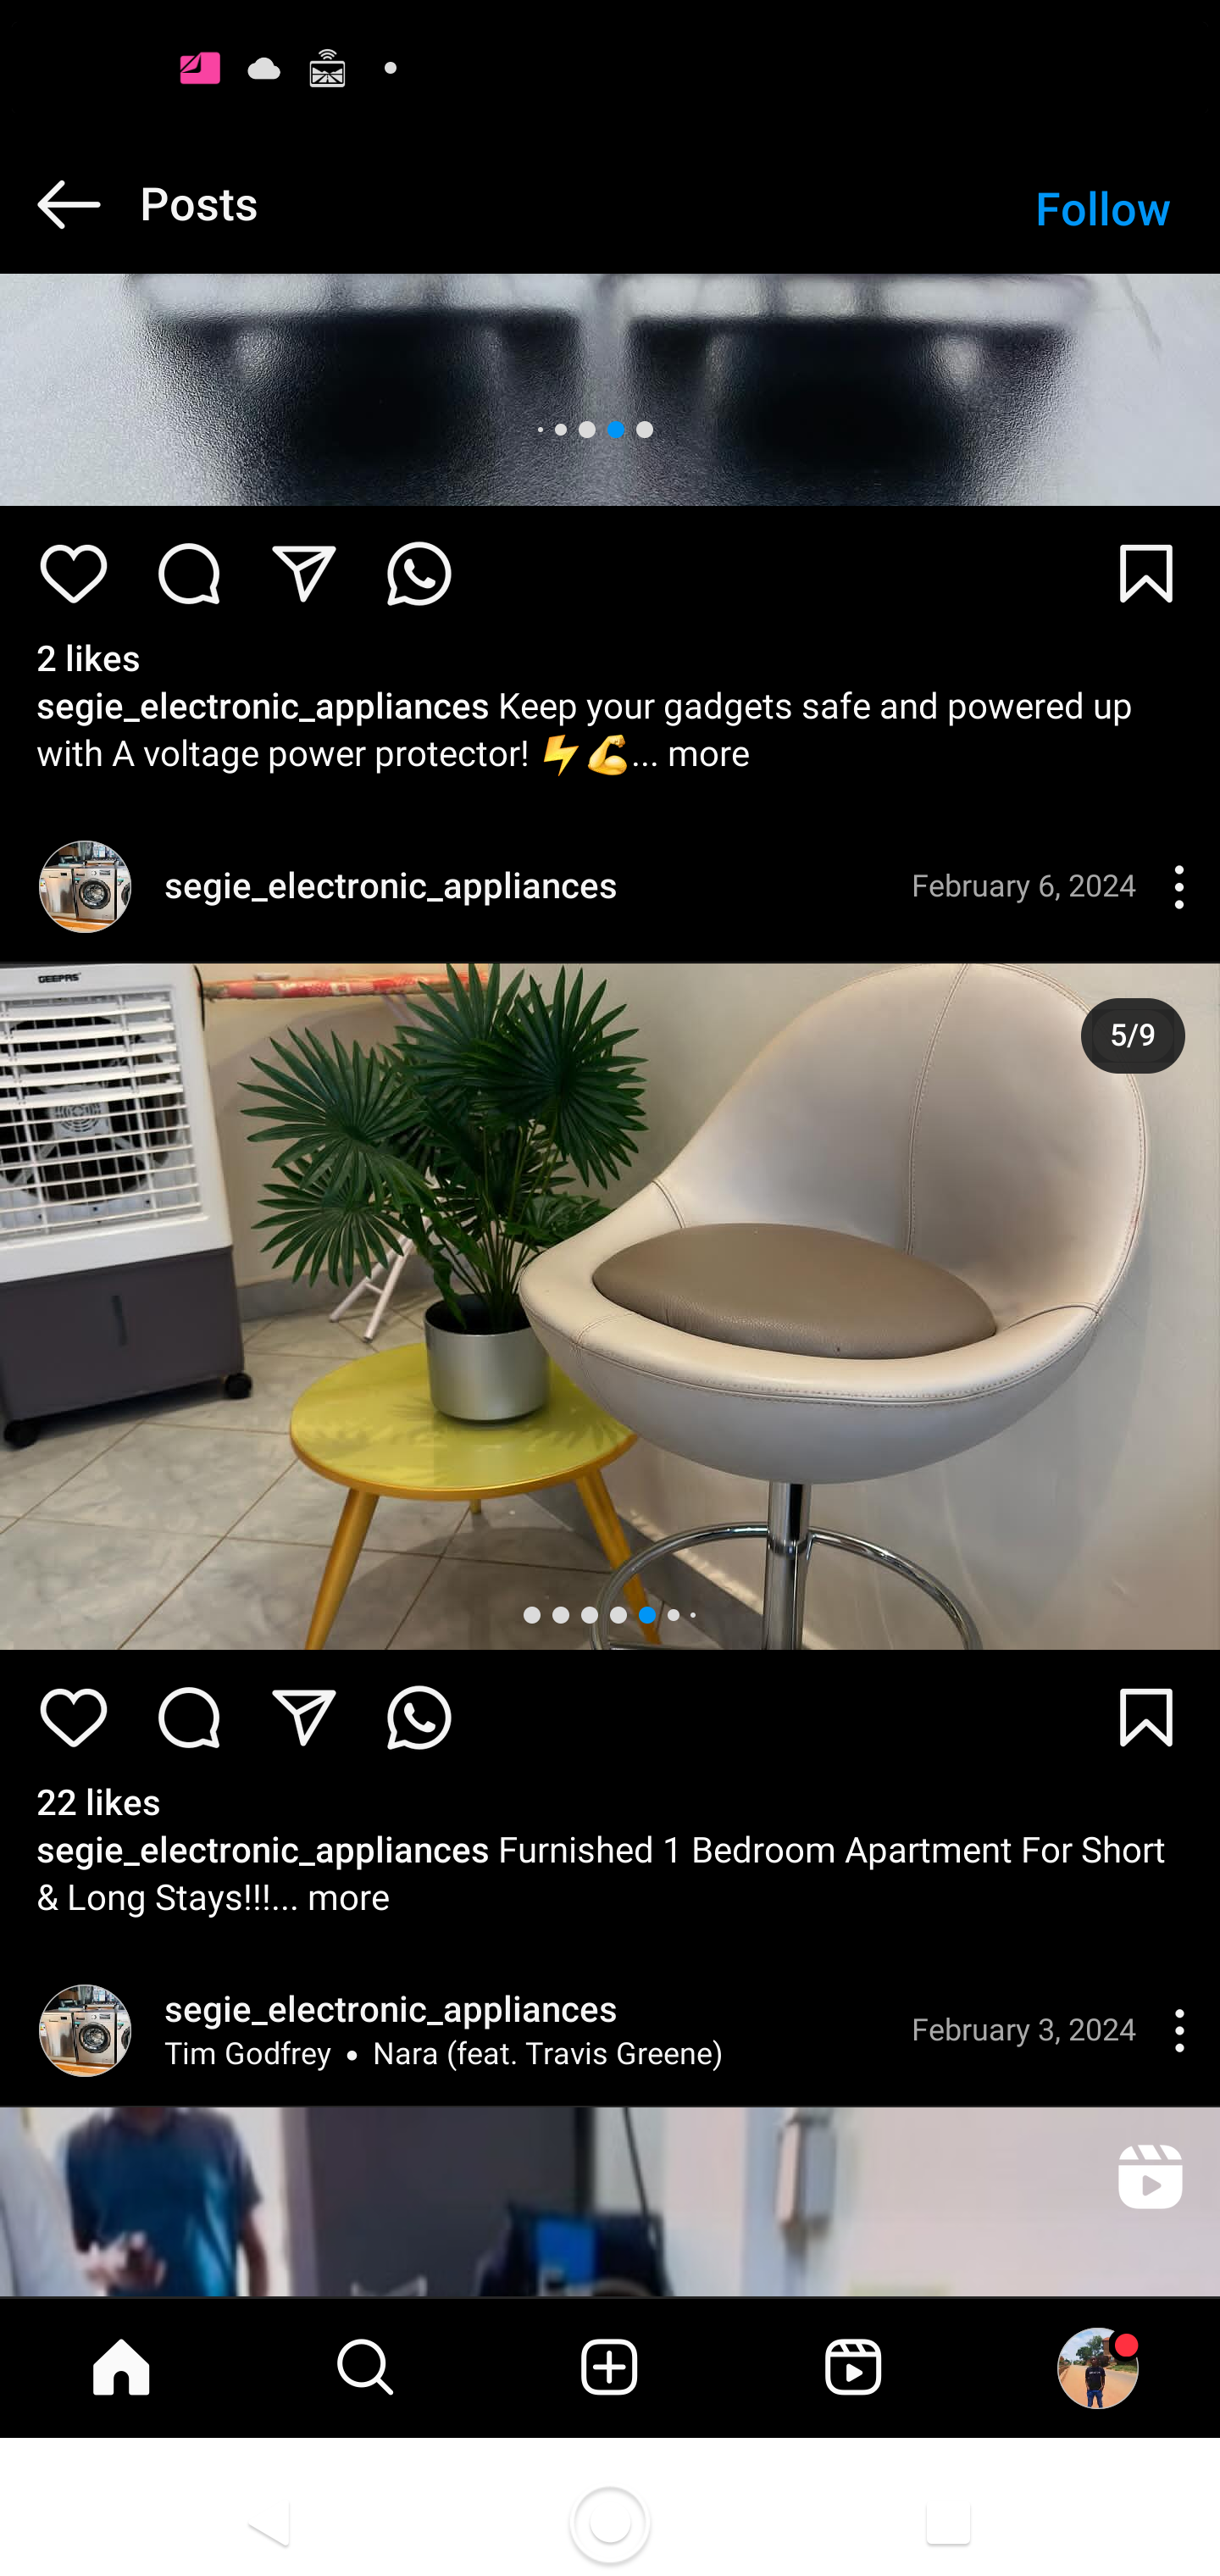 Posts
Follow
2 likes
segie_electronic_appliances Keep your gadgets safe and powered up
with A voltage power protector! ⚡💪... more
segie_electronic_appliances
February 6, 2024
GEEPAS
5/9
22 likes
segie_electronic_appliances Furnished 1 Bedroom Apartment For Short
& Long Stays!!!... more
segie_electronic_appliances
Tim Godfrey • Nara (feat. Travis Greene)
February 3, 2024